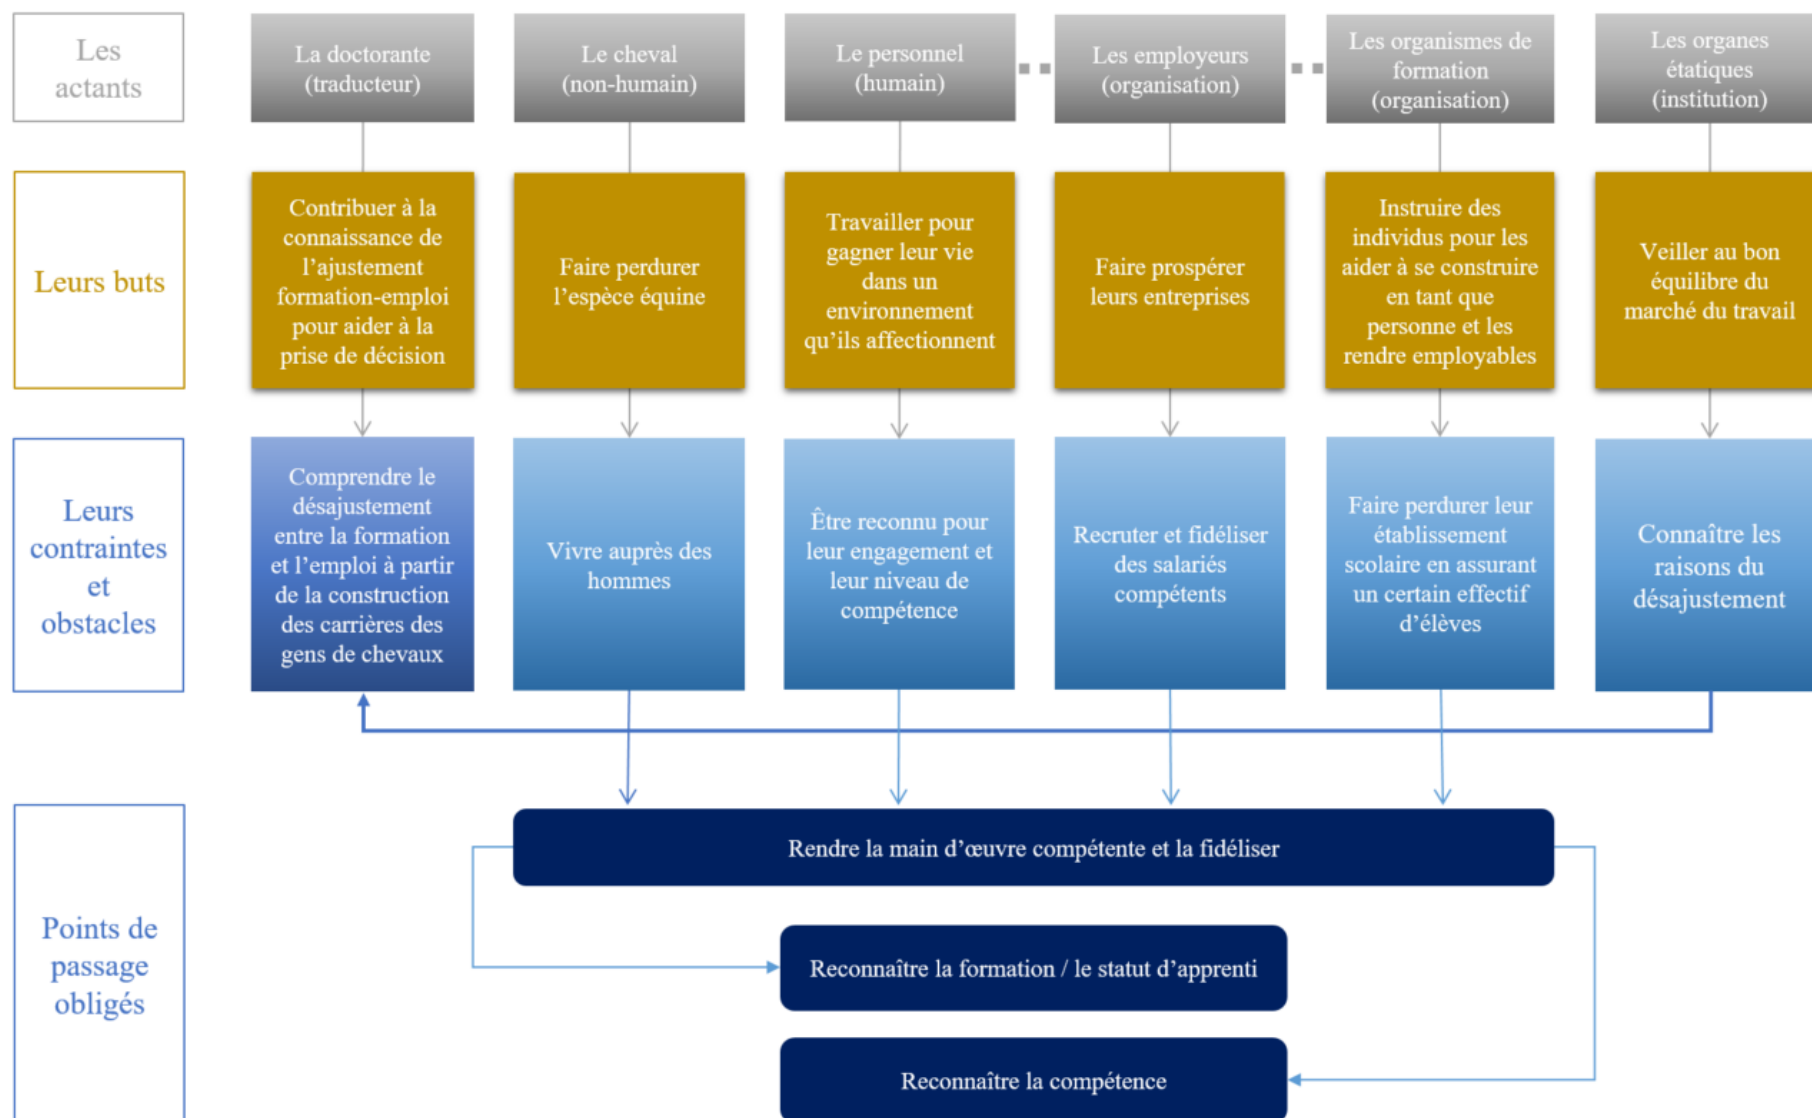 Les
actants
La doctorante
(traducteur)
Le cheval
(non-humain)
Le personnel
(humain)
Les employeurs
(organisation)
Les organismes de
formation
(organisation)
Les organes
étatiques
(institution)
Leurs buts
Contribuer à la
connaissance de
l’ajustement
formation-emploi
pour aider à la
prise de décision
Faire perdurer
l’espèce équine
Travailler pour
gagner leur vie
dans un
environnement
qu’ils affectionnent
Faire prospérer
leurs entreprises
Instruire des
individus pour les
aider à se construire
en tant que
personne et les
rendre employables
Veiller au bon
équilibre du
marché du travail
Leurs
contraintes
et
obstacles
Comprendre le
désajustement
entre la formation
et l’emploi à partir
de la construction
des carrières des
gens de chevaux
Vivre auprès des
hommes
Être reconnu pour
leur engagement et
leur niveau de
compétence
Recruter et fidéliser
des salariés
compétents
Faire perdurer leur
établissement
scolaire en assurant
un certain effectif
d’élèves
Connaître les
raisons du
désajustement
Points de
passage
obligés
Rendre la main d’œuvre compétente et la fidéliser
Reconnaître la formation / le statut d’apprenti
Reconnaître la compétence